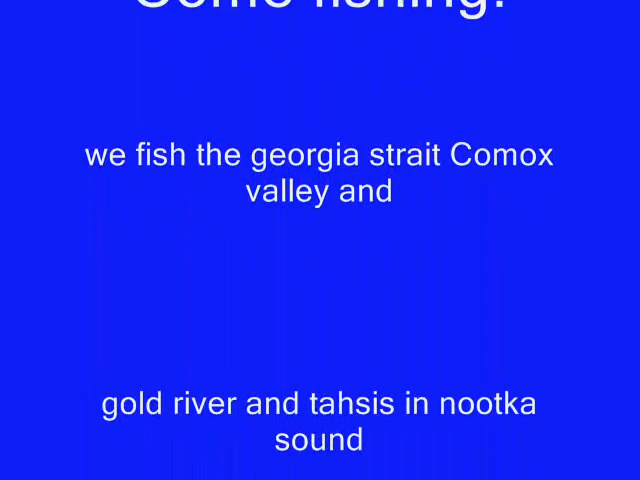 Come fishing!
we fish the georgia strait Comox
valley and
gold river and tahsis in nootka
sound